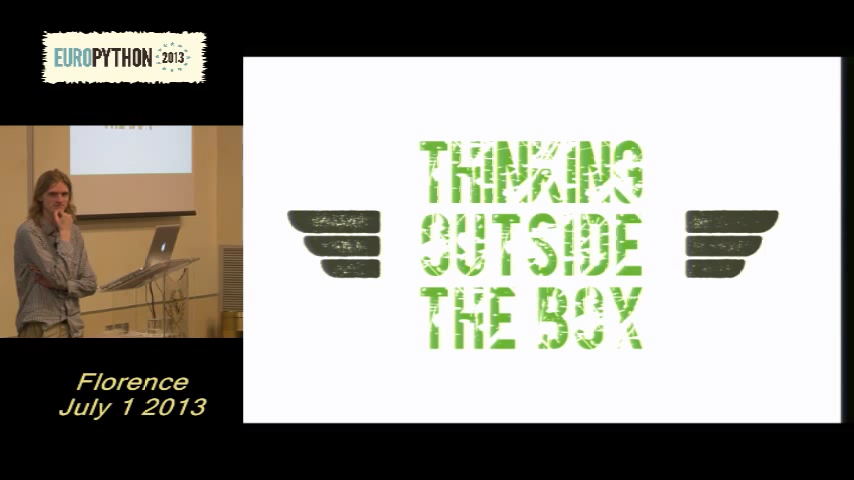 EUROPYTHON 2013
THINKING
OUTSIDE
THE BOX
Florence
July 1 2013